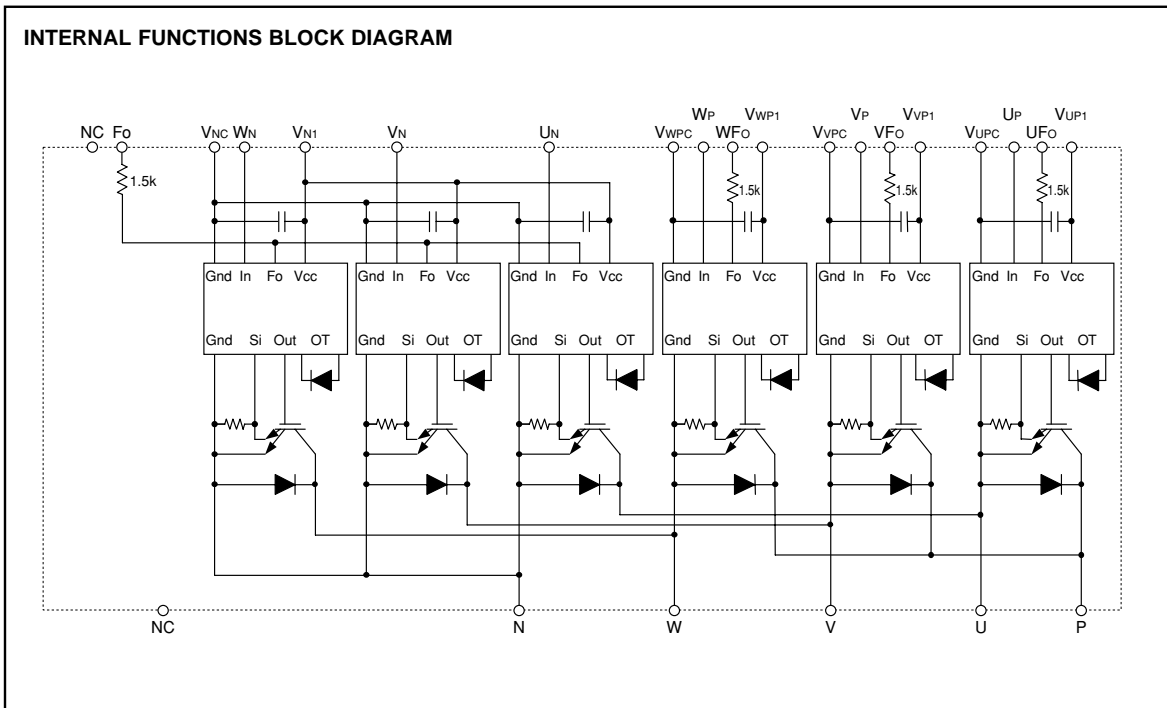 INTERNAL FUNCTIONS BLOCK DIAGRAM
WP VWP1 VP VVP1 UP VUP1
NC Fo VNC WN VN1 VN UN VWPC WFO VVPC VFO VUPC UFO
1.5k 1.5k 1.5k 1.5k
Gnd In Fo Vcc Gnd In Fo Vcc Gnd In Fo Vcc Gnd In Fo Vcc Gnd In Fo Vcc Gnd In Fo Vcc
Gnd Si Out OT Gnd Si Out OT Gnd Si Out OT Gnd Si Out OT Gnd Si Out OT Gnd Si Out OT
NC N W V U P